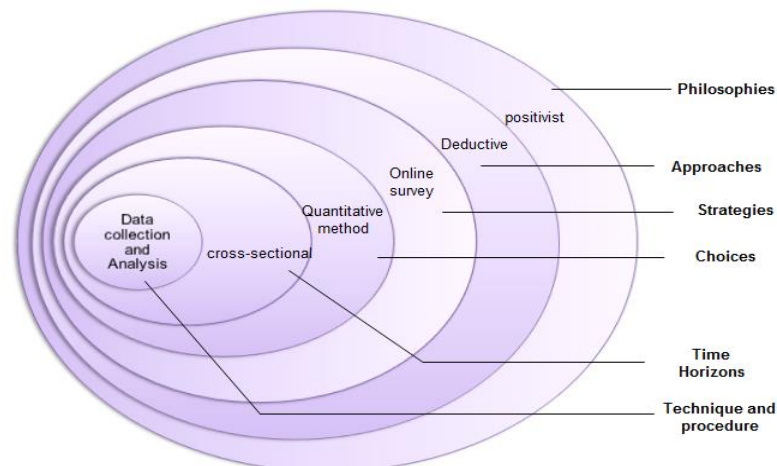 Philosophies
positivist
Deductive
Approaches
Online
survey
Strategies
Quantitative
method
Choices
Data
collection
and
Analysis
cross-sectional
Time
Horizons
Technique and
procedure